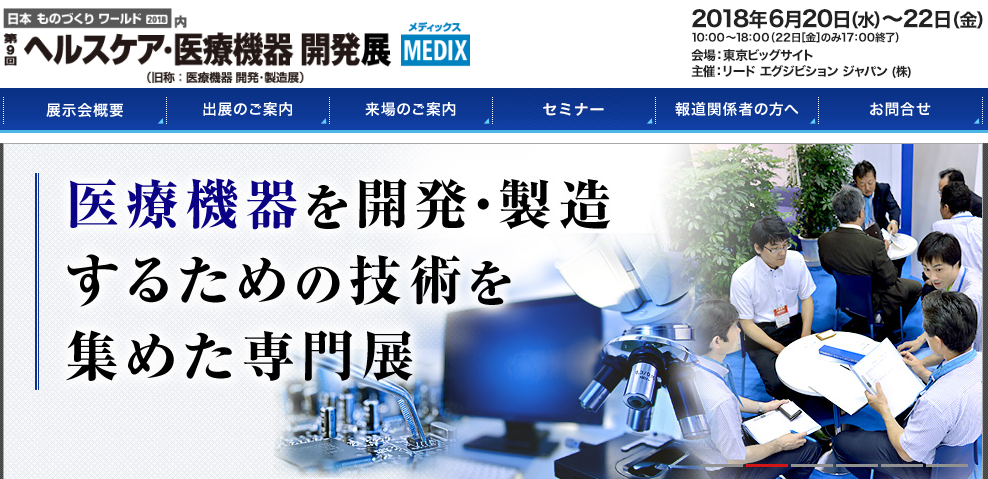 日本 ものづくり ワールド 2018 内
第9回 ヘルスケア・医療機器 開発展
メディックス
MEDIX
(旧称：医療機器 開発・製造展)
2018年6月20日(水)～22日(金)
10:00～18:00(22日[金]のみ17:00終了)
会場：東京ビッグサイト
主催：リード エグジビション ジャパン (株)
展示会概要
出展のご案内
来場のご案内
セミナー
報道関係者の方へ
お問合せ
医療機器を開発・製造
するための技術を
集めた専門展